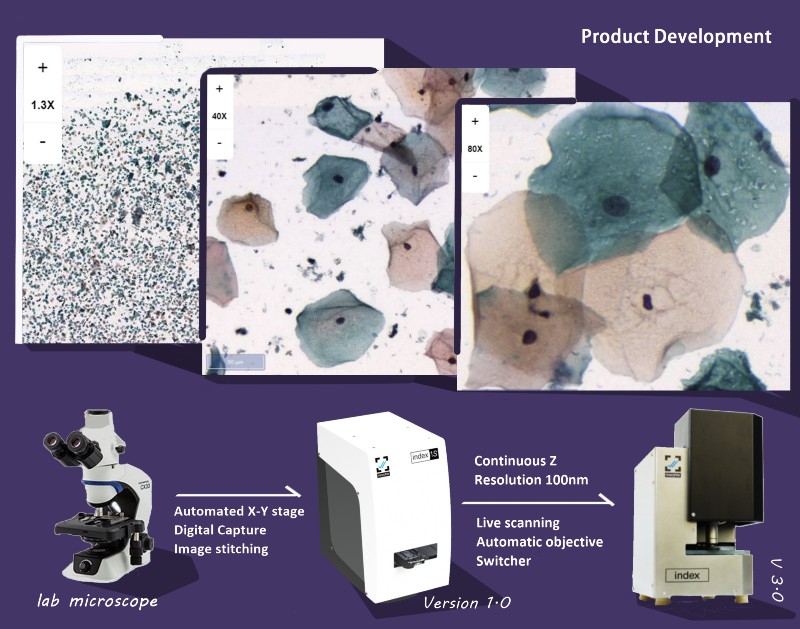 Product Development
+
1.3X
-
+
40X
-
+
80X
-
Automated X-Y stage
Digital Capture
Image stitching
index
Continuous Z
Resolution 100nm
Live scanning
Automatic objective
Switcher
index
lab microscope
Version 1.0
V 3.0